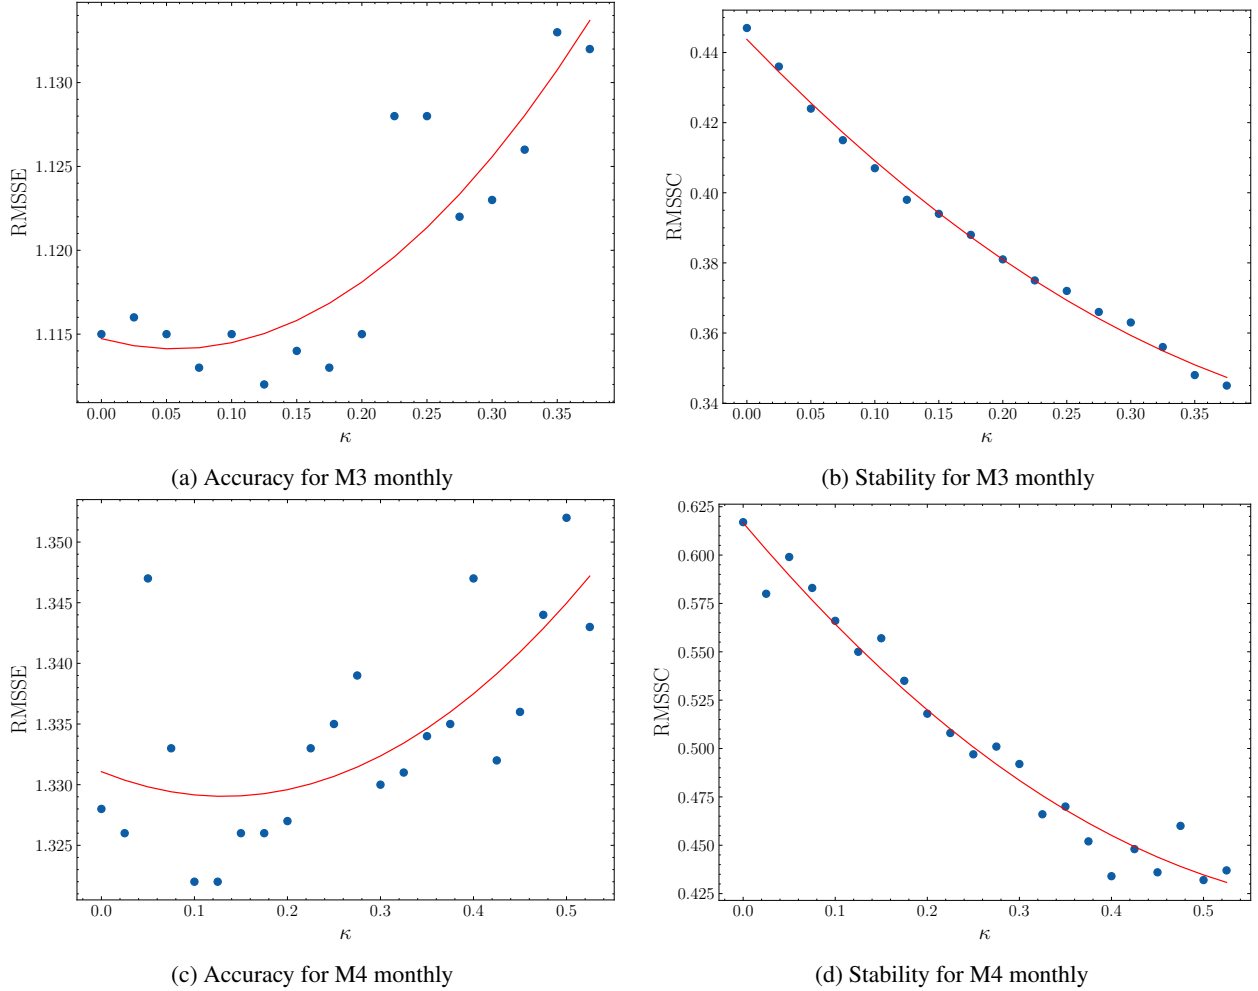 1.130
1.125
1.120
1.115
RMSSE
0.00 0.05 0.10 0.15 0.20 0.25 0.30 0.35
κ
(a) Accuracy for M3 monthly
0.44
0.42
0.40
0.38
0.36
0.34
RMSSC
0.00 0.05 0.10 0.15 0.20 0.25 0.30 0.35
κ
(b) Stability for M3 monthly
1.350
1.345
1.340
1.335
1.330
1.325
RMSSE
0.0 0.1 0.2 0.3 0.4 0.5
κ
(c) Accuracy for M4 monthly
0.625
0.600
0.575
0.550
0.525
0.500
0.475
0.450
0.425
RMSSC
0.0 0.1 0.2 0.3 0.4 0.5
κ
(d) Stability for M4 monthly